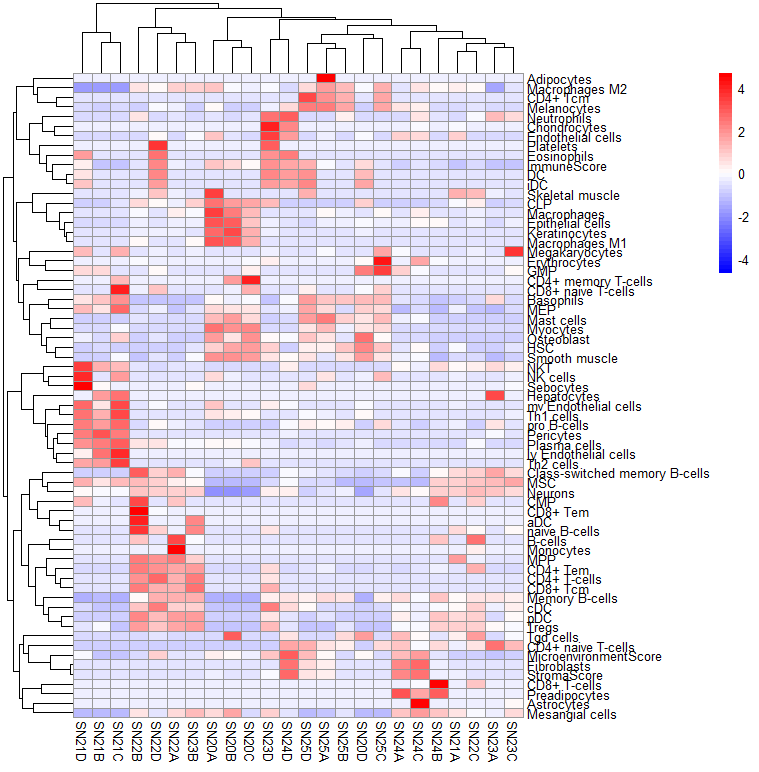 Adipocytes
Macrophages M2
CD4+ Tcm
Melanocytes
Neutrophils
Chondrocytes
Endothelial cells
Platelets
Eosinophils
ImmuneScore
DC
iDC
Skeletal muscle
CLP
Macrophages
Epithelial cells
Keratinocytes
Macrophages M1
Megakaryocytes
Erythrocytes
GMP
CD4+ memory T-cells
CD8+ naive T-cells
Basophils
MEP
Mast cells
Myocytes
Osteoblast
HSC
Smooth muscle
NKT
NK cells
Sebocytes
Hepatocytes
mv Endothelial cells
Th1 cells
pro B-cells
Pericytes
Plasma cells
ly Endothelial cells
Th2 cells
Class-switched memory B-cells
MSC
Neurons
CMP
CD8+ Tem
aDC
naive B-cells
B-cells
Monocytes
MPP
CD4+ Tem
CD4+ T-cells
CD8+ Tcm
Memory B-cells
cDC
pDC
Tregs
Tgd cells
CD4+ naive T-cells
MicroenvironmentScore
Fibroblasts
StromaScore
CD8+ T-cells
Preadipocytes
Astrocytes
Mesangial cells
4
2
0
-2
-4
SN21D
SN21B
SN21C
SN22B
SN22D
SN22A
SN23B
SN20A
SN20B
SN20C
SN23D
SN24D
SN25D
SN25A
SN25B
SN20D
SN25C
SN24A
SN24C
SN24B
SN21A
SN22C
SN23A
SN23C